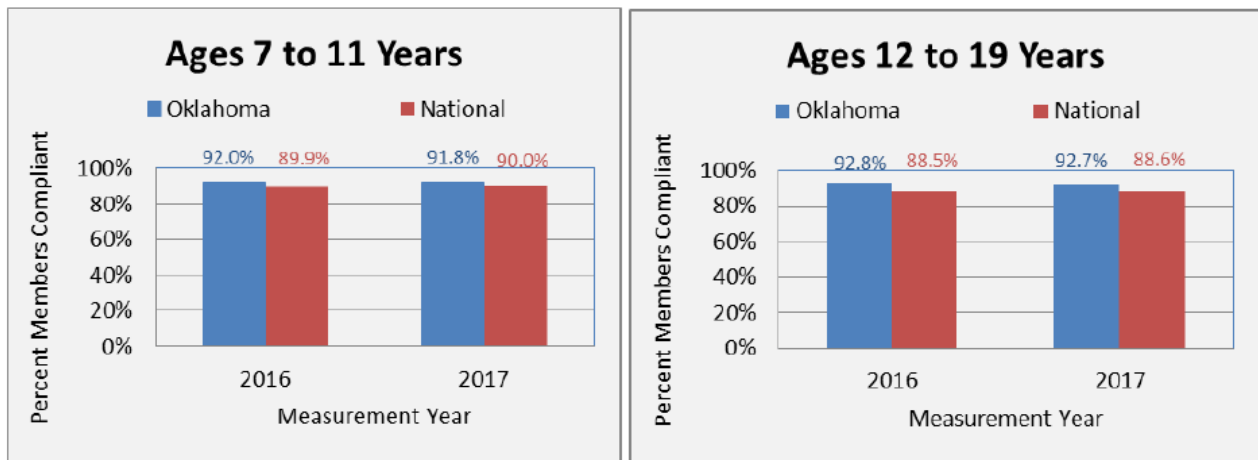 Ages 7 to 11 Years
Oklahoma National
Percent Members Compliant
92.0% 89.9% 91.8% 90.0%
100%
80%
60%
40%
20%
0%
2016 2017
Measurement Year
Ages 12 to 19 Years
Oklahoma National
Percent Members Compliant
92.8% 88.5% 92.7% 88.6%
100%
80%
60%
40%
20%
0%
2016 2017
Measurement Year